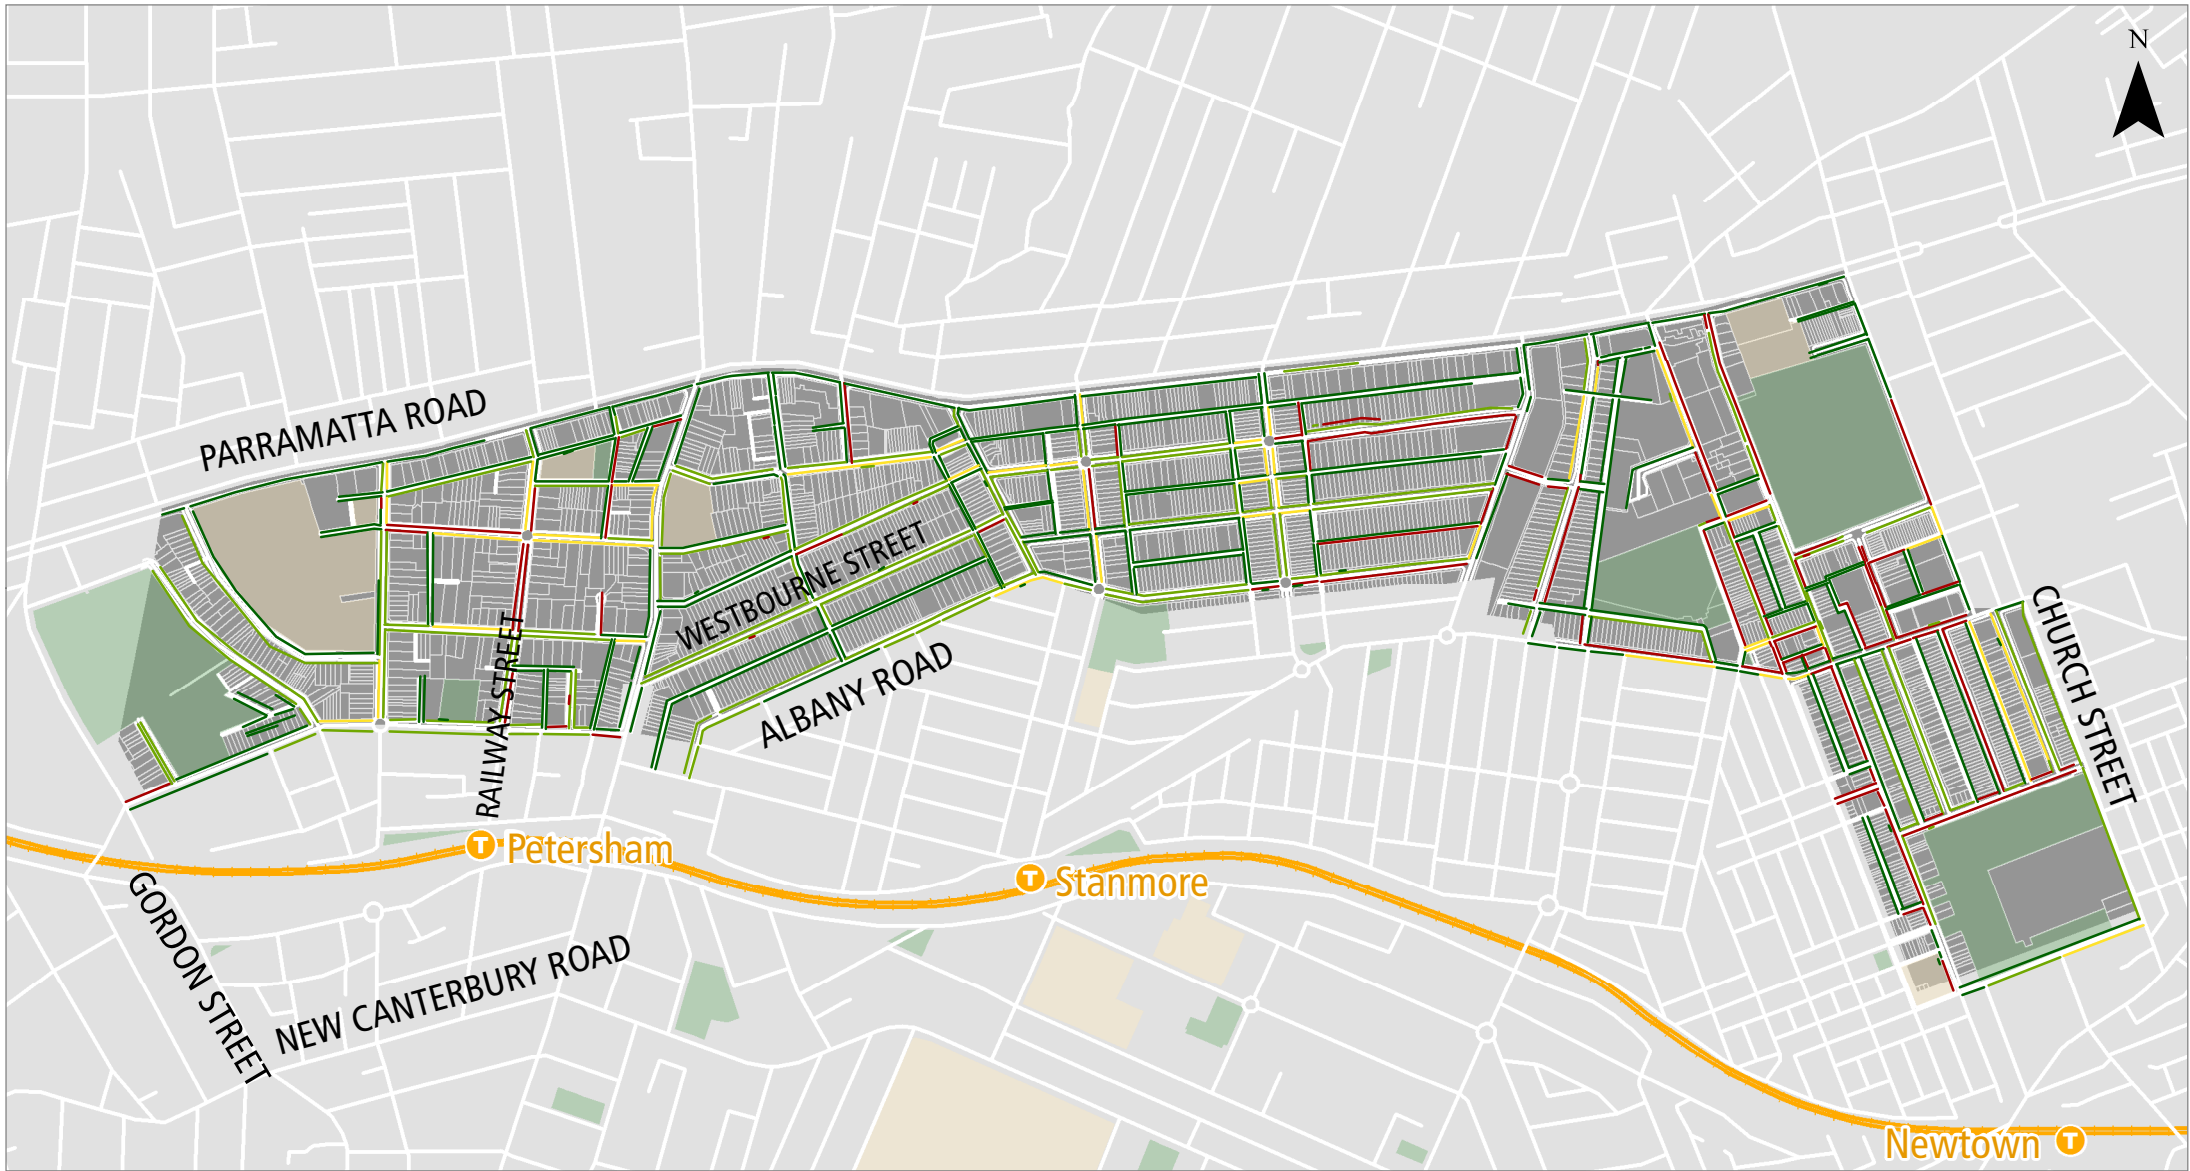 N
PARRAMATTA ROAD
WESTBOURNE STREET
CHURCH STREET
RAILWAY STREET
ALBANY ROAD
T Petersham
T Stanmore
GORDON STREET
NEW CANTERBURY ROAD
Newtown T